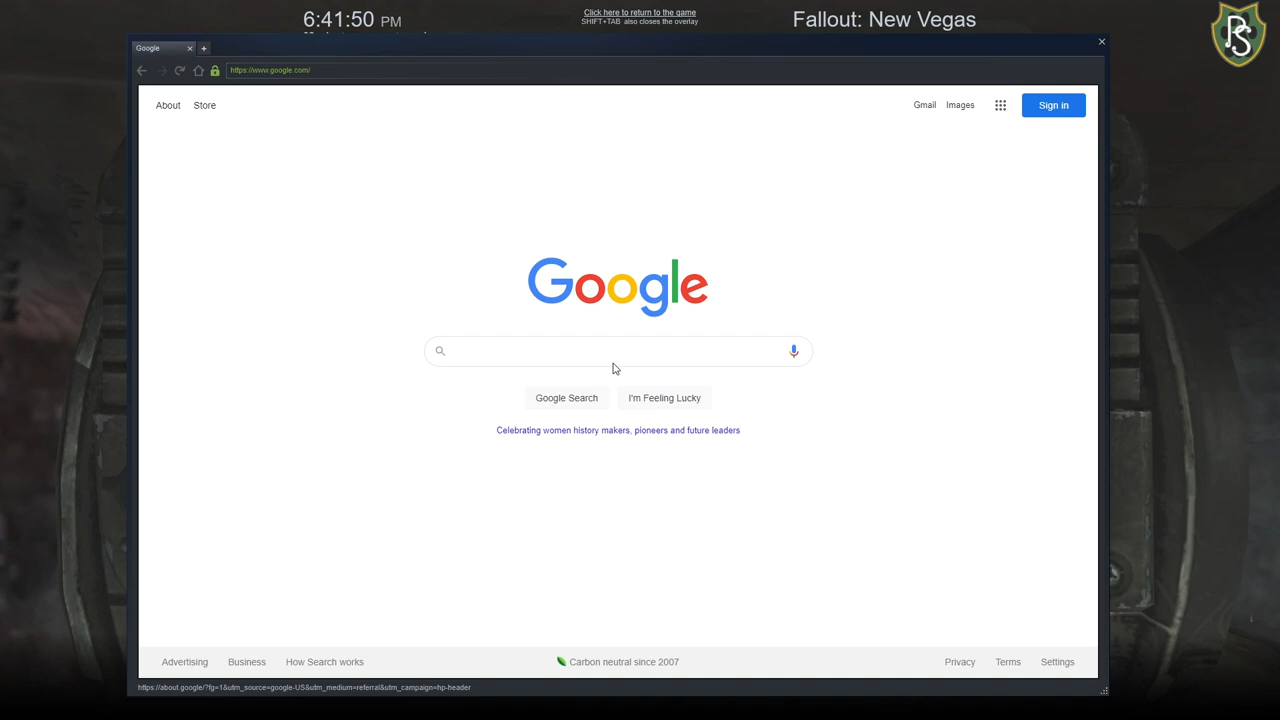 6:41:50 PM
Click here to return to the game
SHIFT+TAB also closes the overlay
Fallout: New Vegas
PS
Google
https://www.google.com/
About Store
Gmail Images Sign in
Google
Google Search I'm Feeling Lucky
Celebrating women history makers, pioneers and future leaders
Advertising Business How Search works
Carbon neutral since 2007
Privacy Terms Settings
https://about.google/?fg=1&utm_source=google-US&utm_medium=referral&utm_campaign=hp-header